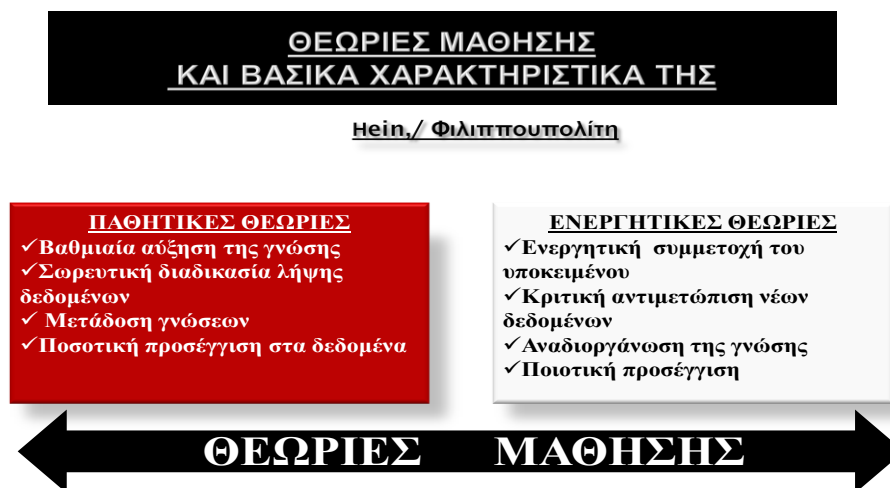 ΘΕΩΡΙΕΣ ΜΑΘΗΣΗΣ
ΚΑΙ ΒΑΣΙΚΑ ΧΑΡΑΚΤΗΡΙΣΤΙΚΑ ΤΗΣ
Hein,/ Φιλιππουπολίτη
ΠΑΘΗΤΙΚΕΣ ΘΕΩΡΙΕΣ
✓Βαθμιαία αύξηση της γνώσης
✓Σωρευτική διαδικασία λήψης
δεδομένων
✓ Μετάδοση γνώσεων
✓Ποσοτική προσέγγιση στα δεδομένα
ΕΝΕΡΓΗΤΙΚΕΣ ΘΕΩΡΙΕΣ
✓Ενεργητική συμμετοχή του
υποκειμένου
✓Κριτική αντιμετώπιση νέων
δεδομένων
✓Αναδιοργάνωση της γνώσης
✓Ποιοτική προσέγγιση
ΘΕΩΡΙΕΣ ΜΑΘΗΣΗΣ